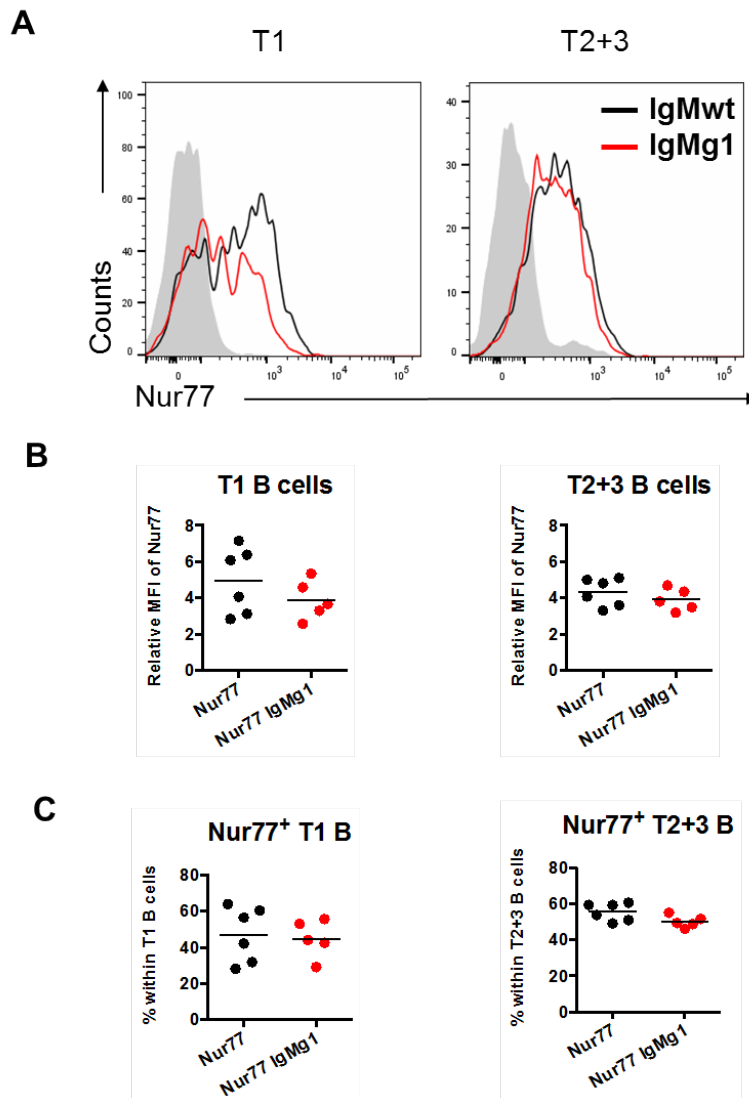 A
T1
T2+3
100
80
60
40
20
0
Counts
0
10³
10⁴
10⁵
40
30
20
10
0
IgMwt
IgMg1
0
10³
10⁴
10⁵
Nur77
B
T1 B cells
Relative MFI of Nur77
8
6
4
2
0
Nur77
Nur77 IgMg1
T2+3 B cells
Relative MFI of Nur77
8
6
4
2
0
Nur77
Nur77 IgMg1
C
Nur77⁺ T1 B
% within T1 B cells
80
60
40
20
0
Nur77
Nur77 IgMg1
Nur77⁺ T2+3 B
% within T2+3 B cells
80
60
40
20
0
Nur77
Nur77 IgMg1